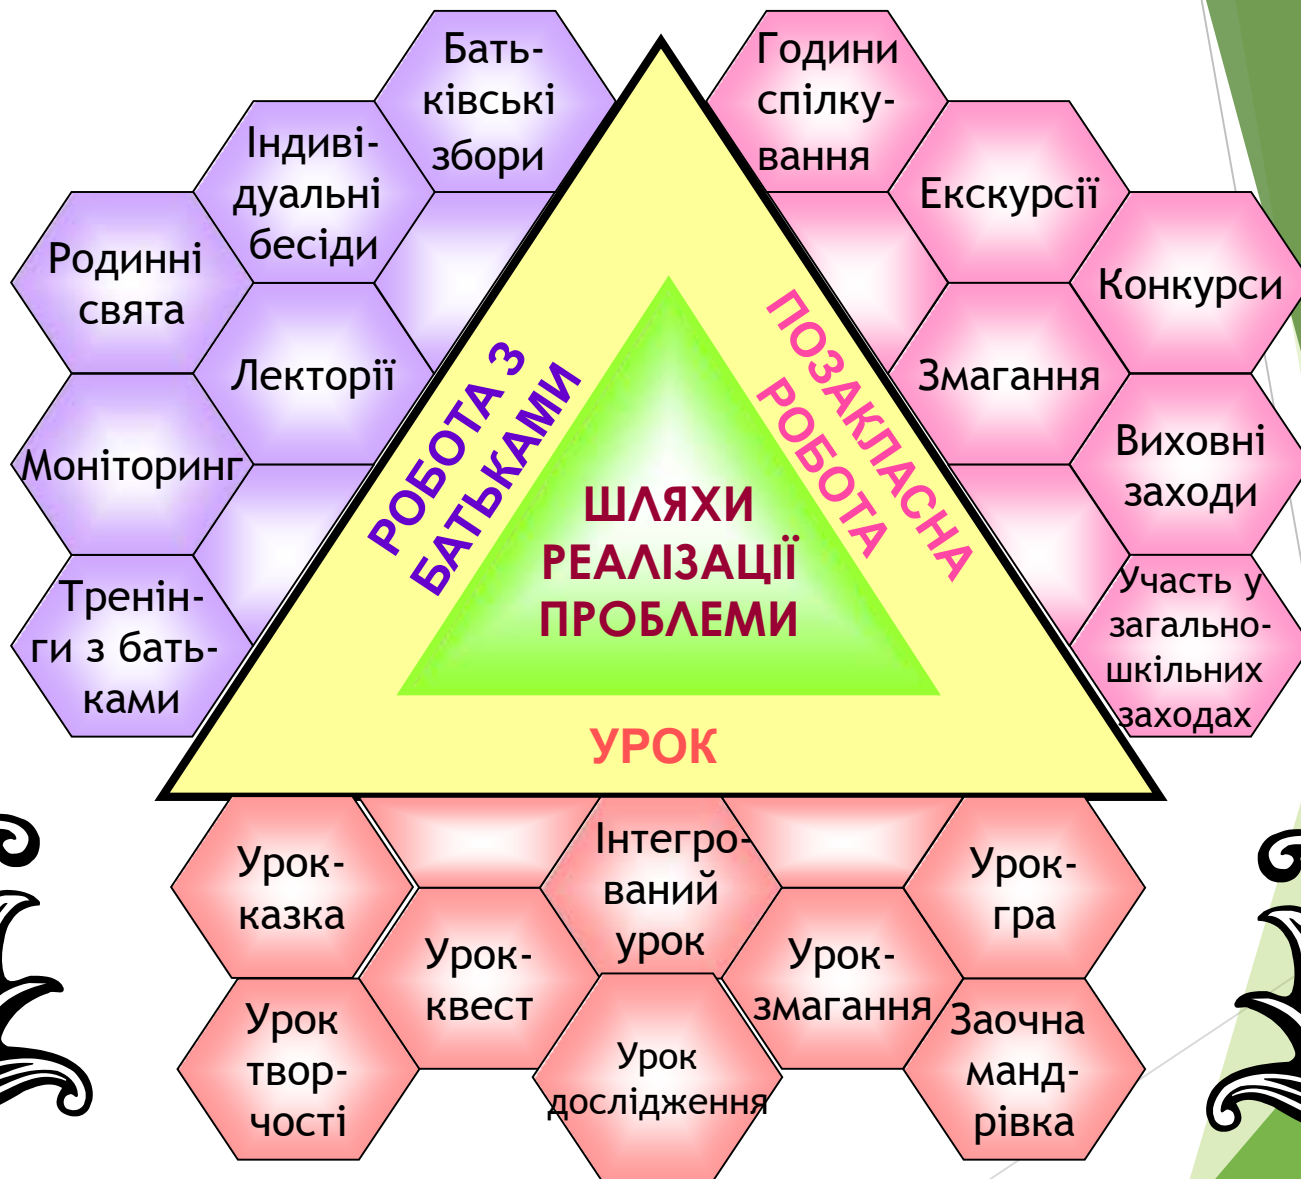 Бать-
ківські
збори
Індиві-
дуальні
бесіди
Родинні
свята
Лекторії
Моніторинг
Тренін-
ги з бать-
ками
Години
спілку-
вання
Екскурсії
Конкурси
Змагання
Виховні
заходи
Участь у
загально-
шкільних
заходах
РОБОТА З
БАТЬКАМИ
ПОЗАКЛАСНА
РОБОТА
ШЛЯХИ
РЕАЛІЗАЦІЇ
ПРОБЛЕМИ
УРОК
Урок-
казка
Інтегро-
ваний
урок
Урок-
гра
Урок-
квест
Урок-
змагання
Урок
твор-
чості
Урок
дослідження
Заочна
манд-
рівка